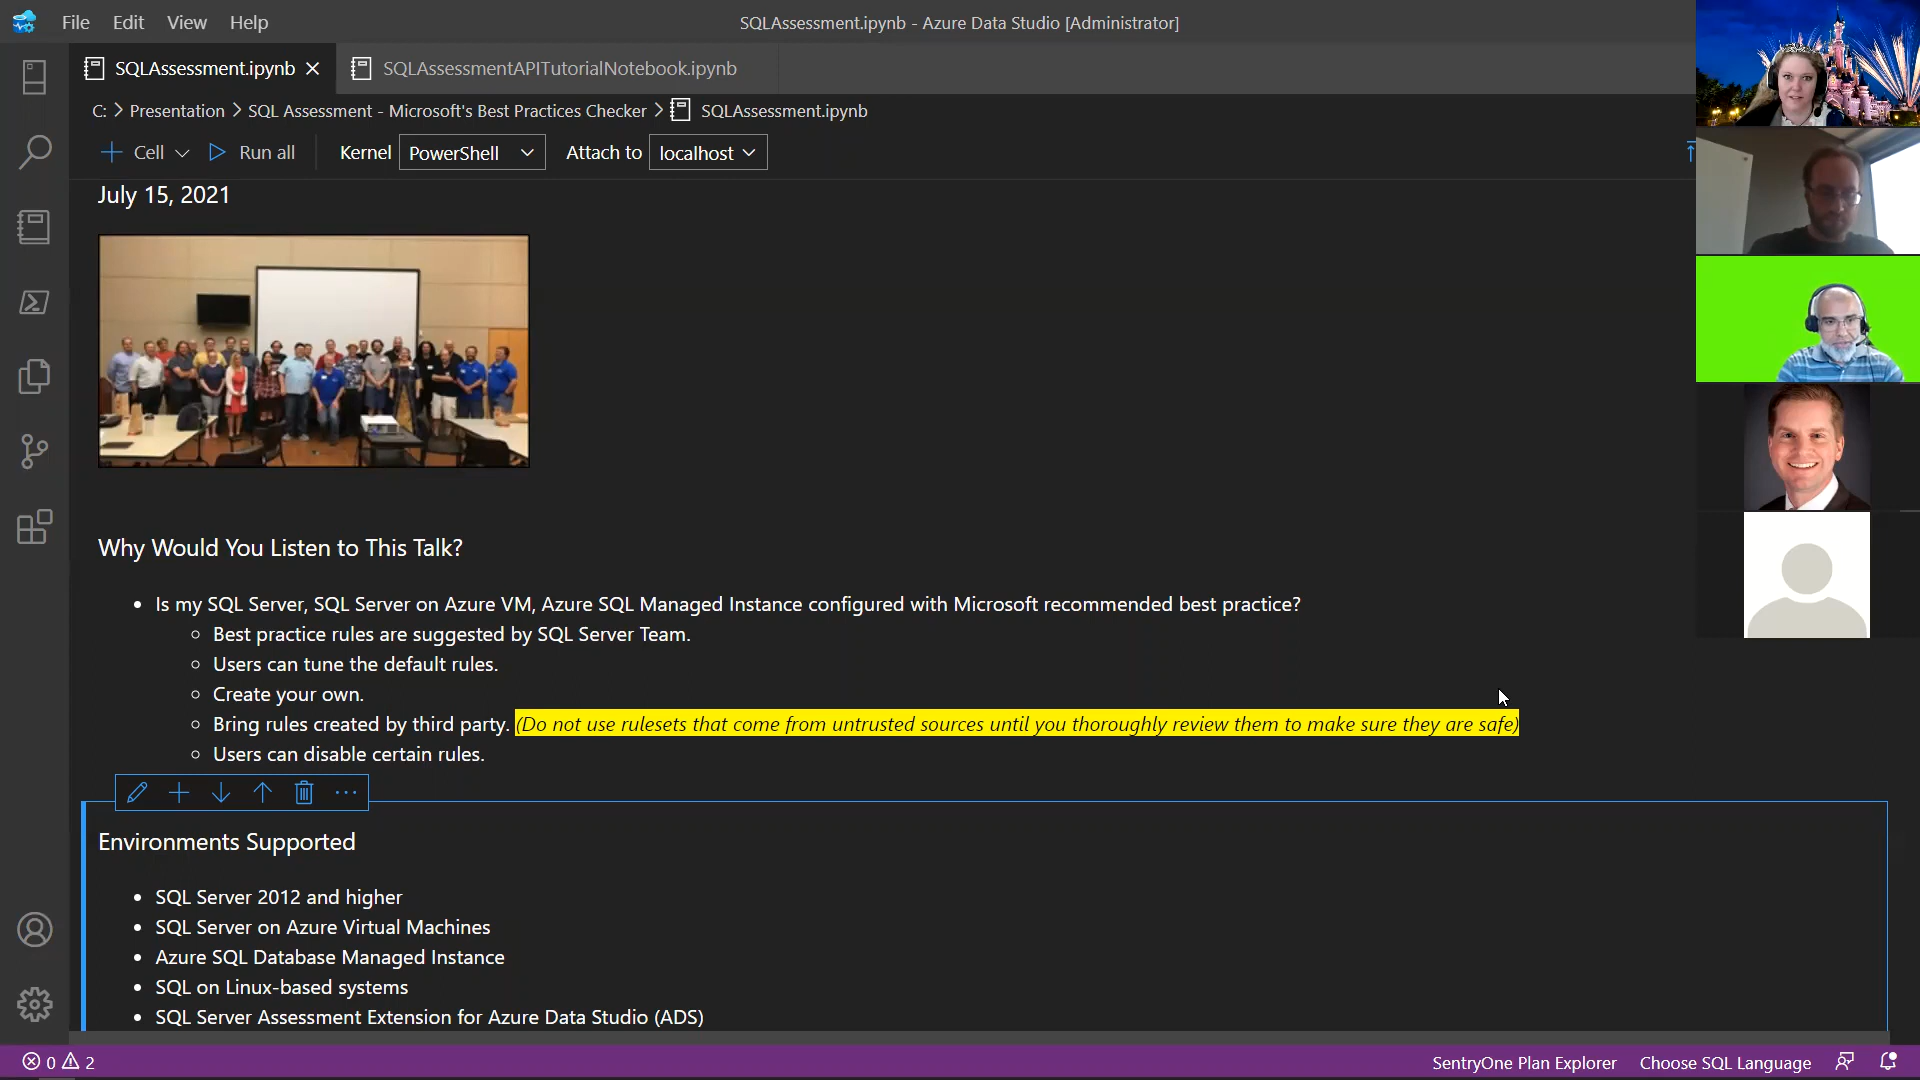 File Edit View Help
SQLAssessment.ipynb - Azure Data Studio [Administrator]
SQLAssessment.ipynb
SQLAssessmentAPITutorialNotebook.ipynb
C: > Presentation > SQL Assessment - Microsoft's Best Practices Checker > SQLAssessment.ipynb
Cell Run all Kernel PowerShell Attach to localhost
July 15, 2021
Why Would You Listen to This Talk?
• Is my SQL Server, SQL Server on Azure VM, Azure SQL Managed Instance configured with Microsoft recommended best practice?
○ Best practice rules are suggested by SQL Server Team.
○ Users can tune the default rules.
○ Create your own.
○ Bring rules created by third party. (Do not use rulesets that come from untrusted sources until you thoroughly review them to make sure they are safe)
○ Users can disable certain rules.
Environments Supported
• SQL Server 2012 and higher
• SQL Server on Azure Virtual Machines
• Azure SQL Database Managed Instance
• SQL on Linux-based systems
• SQL Server Assessment Extension for Azure Data Studio (ADS)
0 2
SentryOne Plan Explorer Choose SQL Language